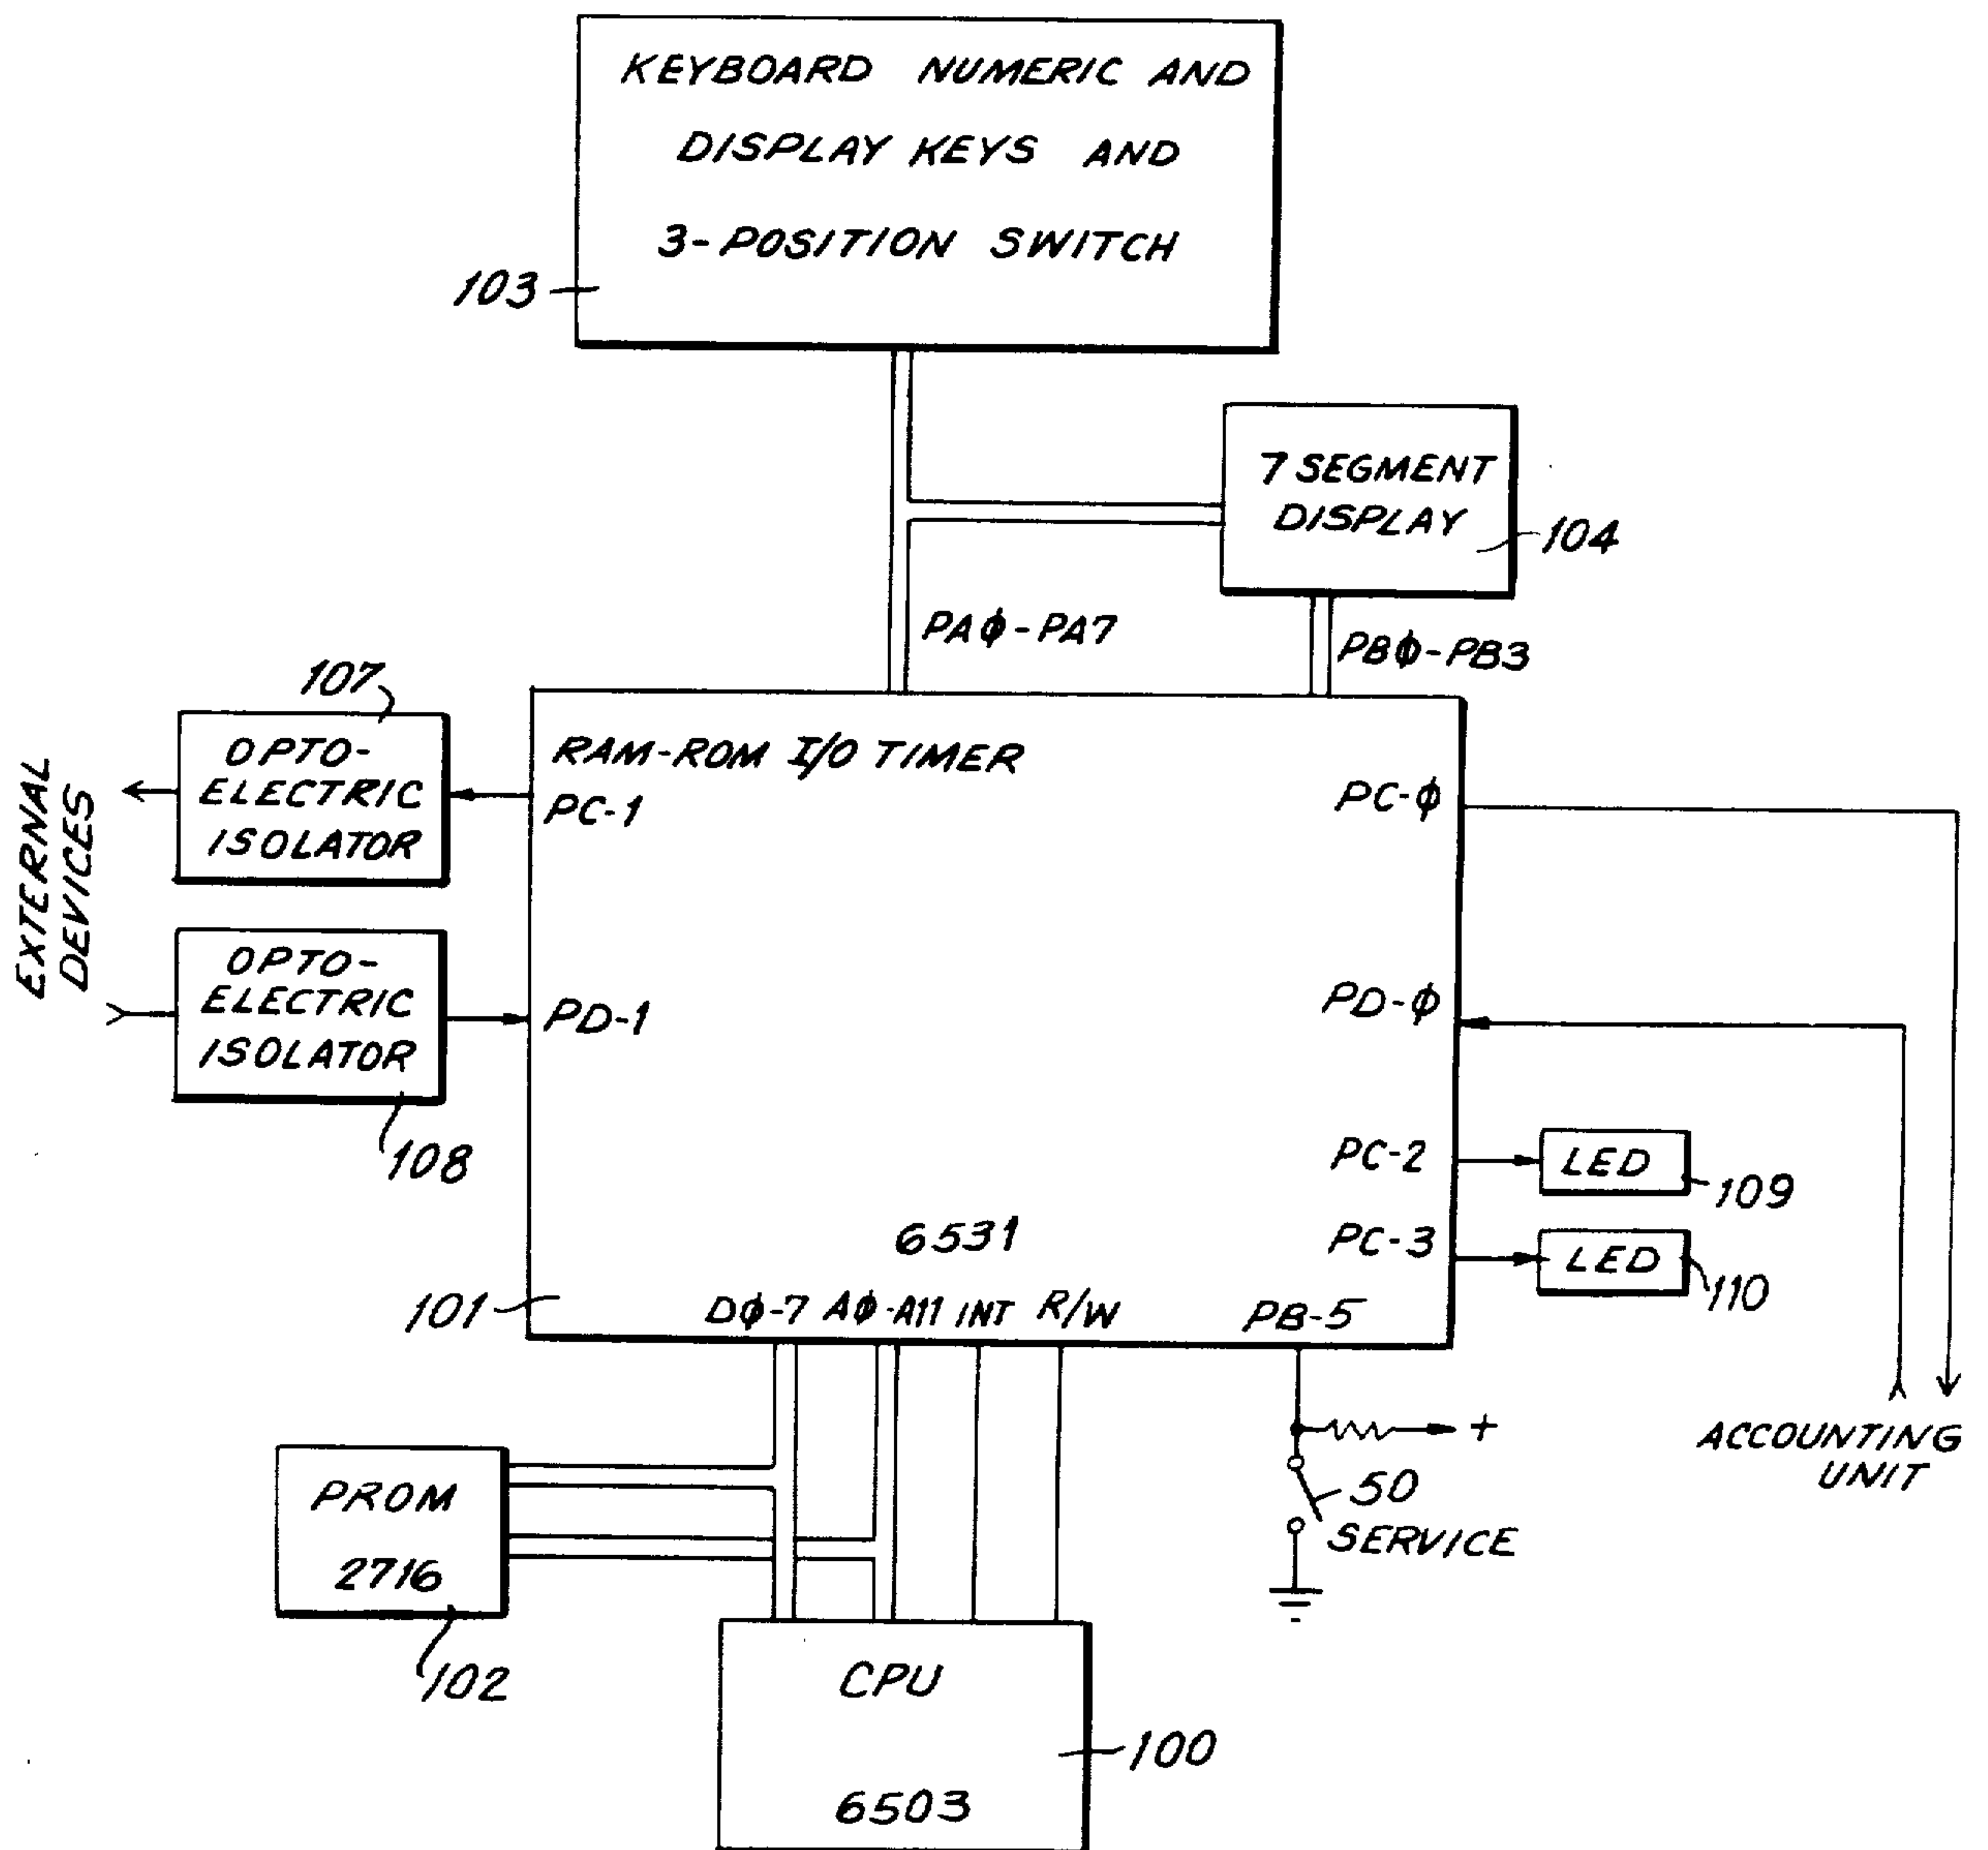 KEYBOARD NUMERIC AND
DISPLAY KEYS AND
3-POSITION SWITCH
103
7 SEGMENT
DISPLAY
104
PAϕ-PA7
PBϕ-PB3
107
OPTO-
ELECTRIC
ISOLATOR
EXTERNAL
DEVICES
OPTO-
ELECTRIC
ISOLATOR
108
RAM-ROM I/O TIMER
PC-1
PC-ϕ
PD-1
PD-ϕ
PC-2
LED
109
PC-3
LED
110
6531
101
Dϕ-7 Aϕ-A11 INT R/W PB-5
+
50
SERVICE
ACCOUNTING
UNIT
PROM
2716
102
CPU
6503
100